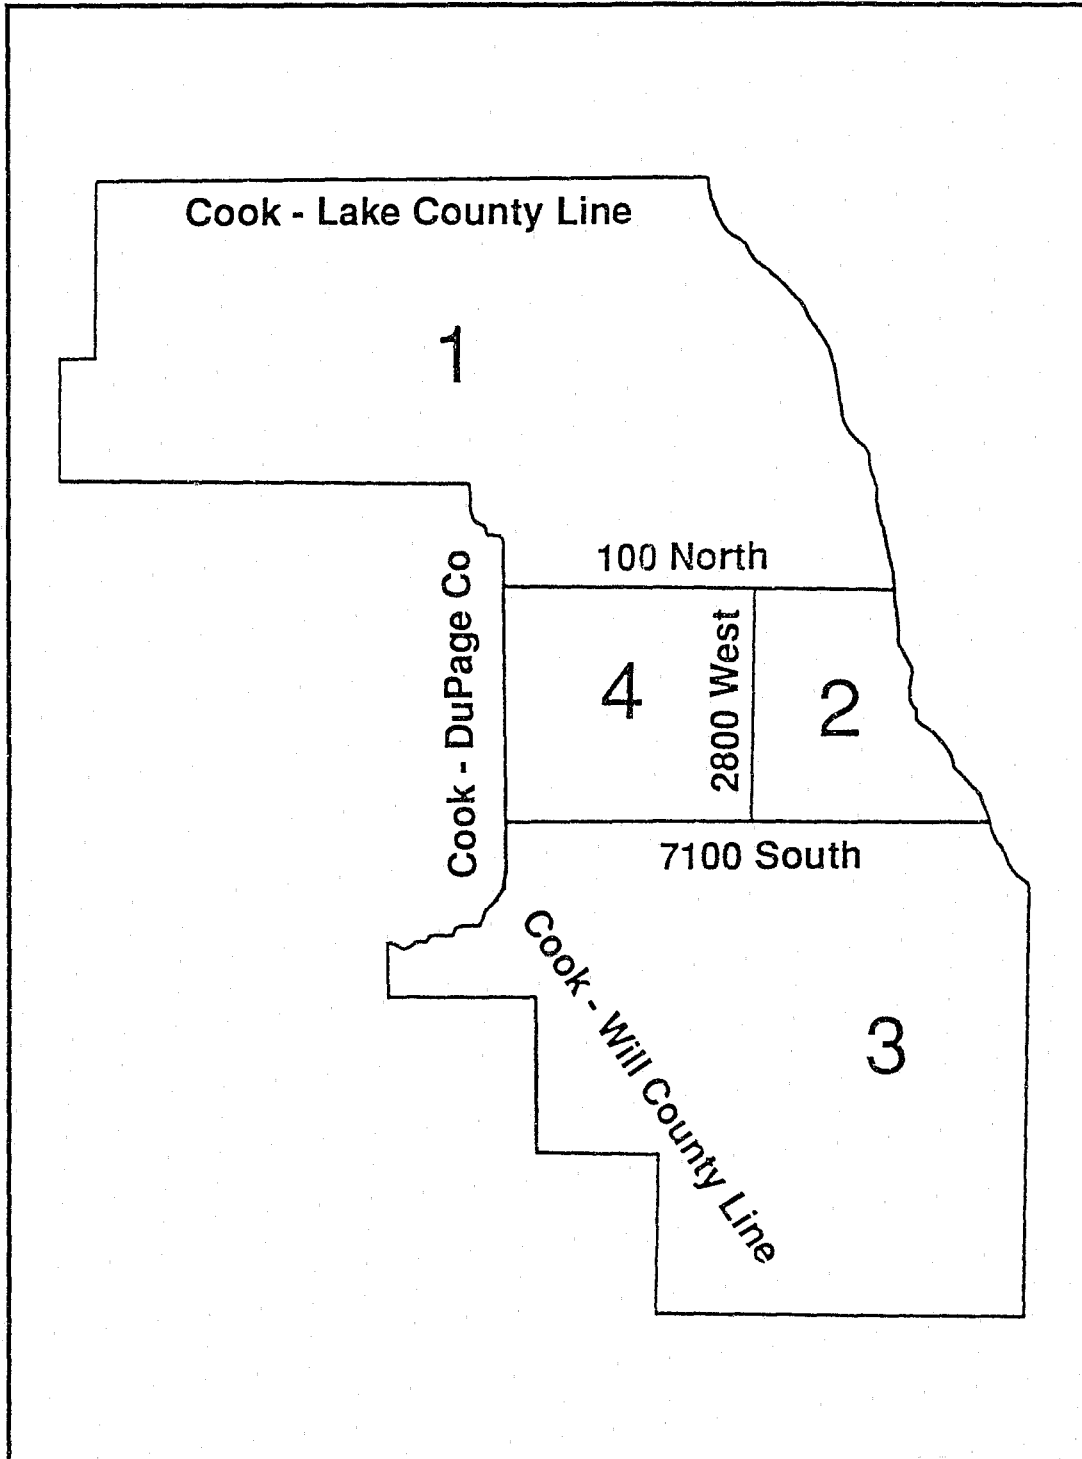 Cook - Lake County Line
1
100 North
Cook - DuPage Co
4
2800 West
2
7100 South
Cook - Will County Line
3